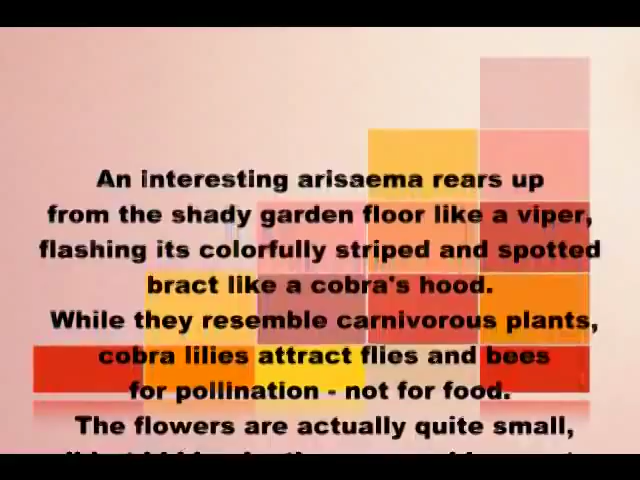 An interesting arisaema rears up
from the shady garden floor like a viper,
flashing its colorfully striped and spotted
bract like a cobra's hood.
While they resemble carnivorous plants,
cobra lilies attract flies and bees
for pollination - not for food.
The flowers are actually quite small,